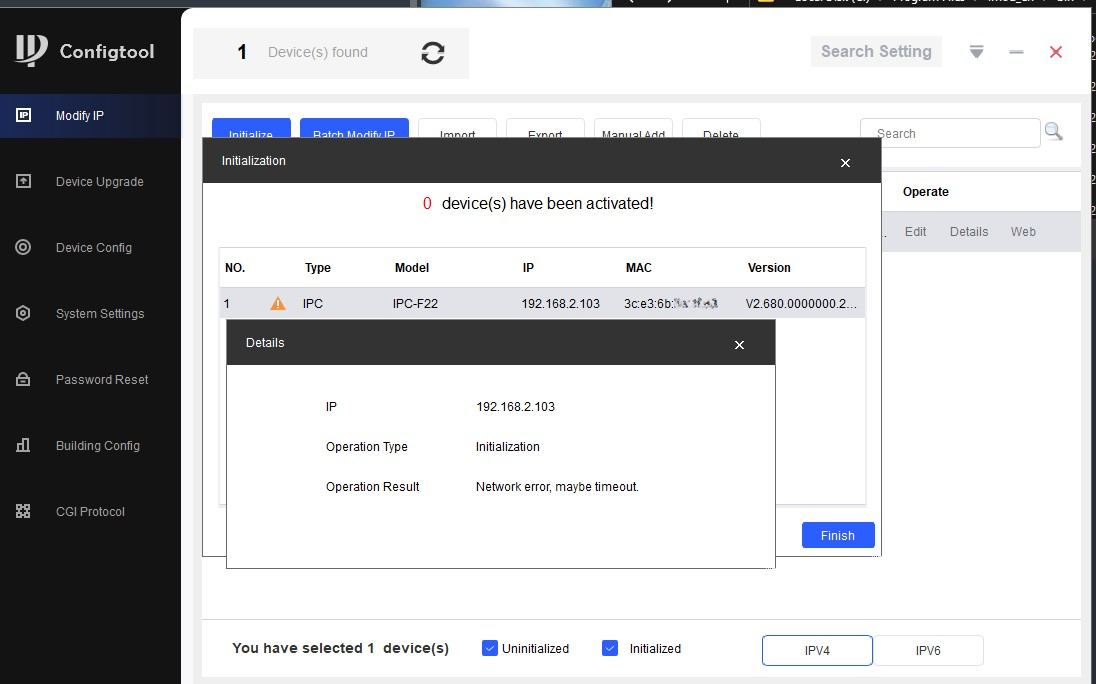 IP Configtool
1 Device(s) found
Search Setting
Modify IP
Device Upgrade
Device Config
System Settings
Password Reset
Building Config
CGI Protocol
Initialize Batch Modify IP Import Export Manual Add Delete
Search
Operate
Edit Details Web
Initialization
0 device(s) have been activated!
NO. Type Model IP MAC Version
1 IPC IPC-F22 192.168.2.103 3c:e3:6b: V2.680.0000000.2...
Details
IP 192.168.2.103
Operation Type Initialization
Operation Result Network error, maybe timeout.
Finish
You have selected 1 device(s)
Uninitialized
Initialized
IPV4
IPV6